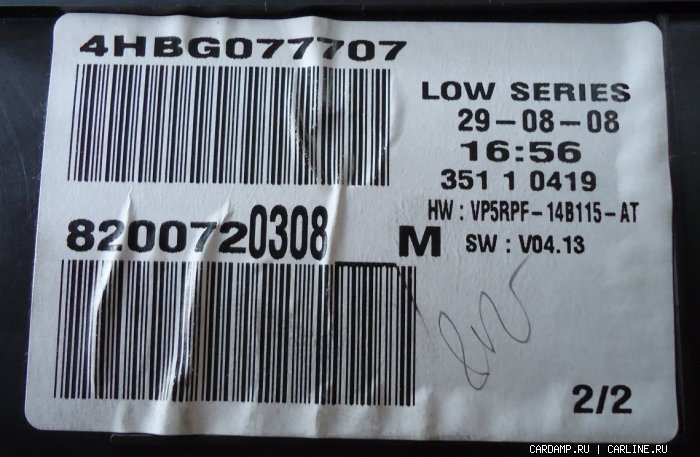 4HBG077707
LOW SERIES
29-08-08
16:56
351 1 0419
HW : VP5RPF-14B115-AT
8200720308 M
SW : V04.13
2/2
CARDAMP.RU | CARLINE.RU